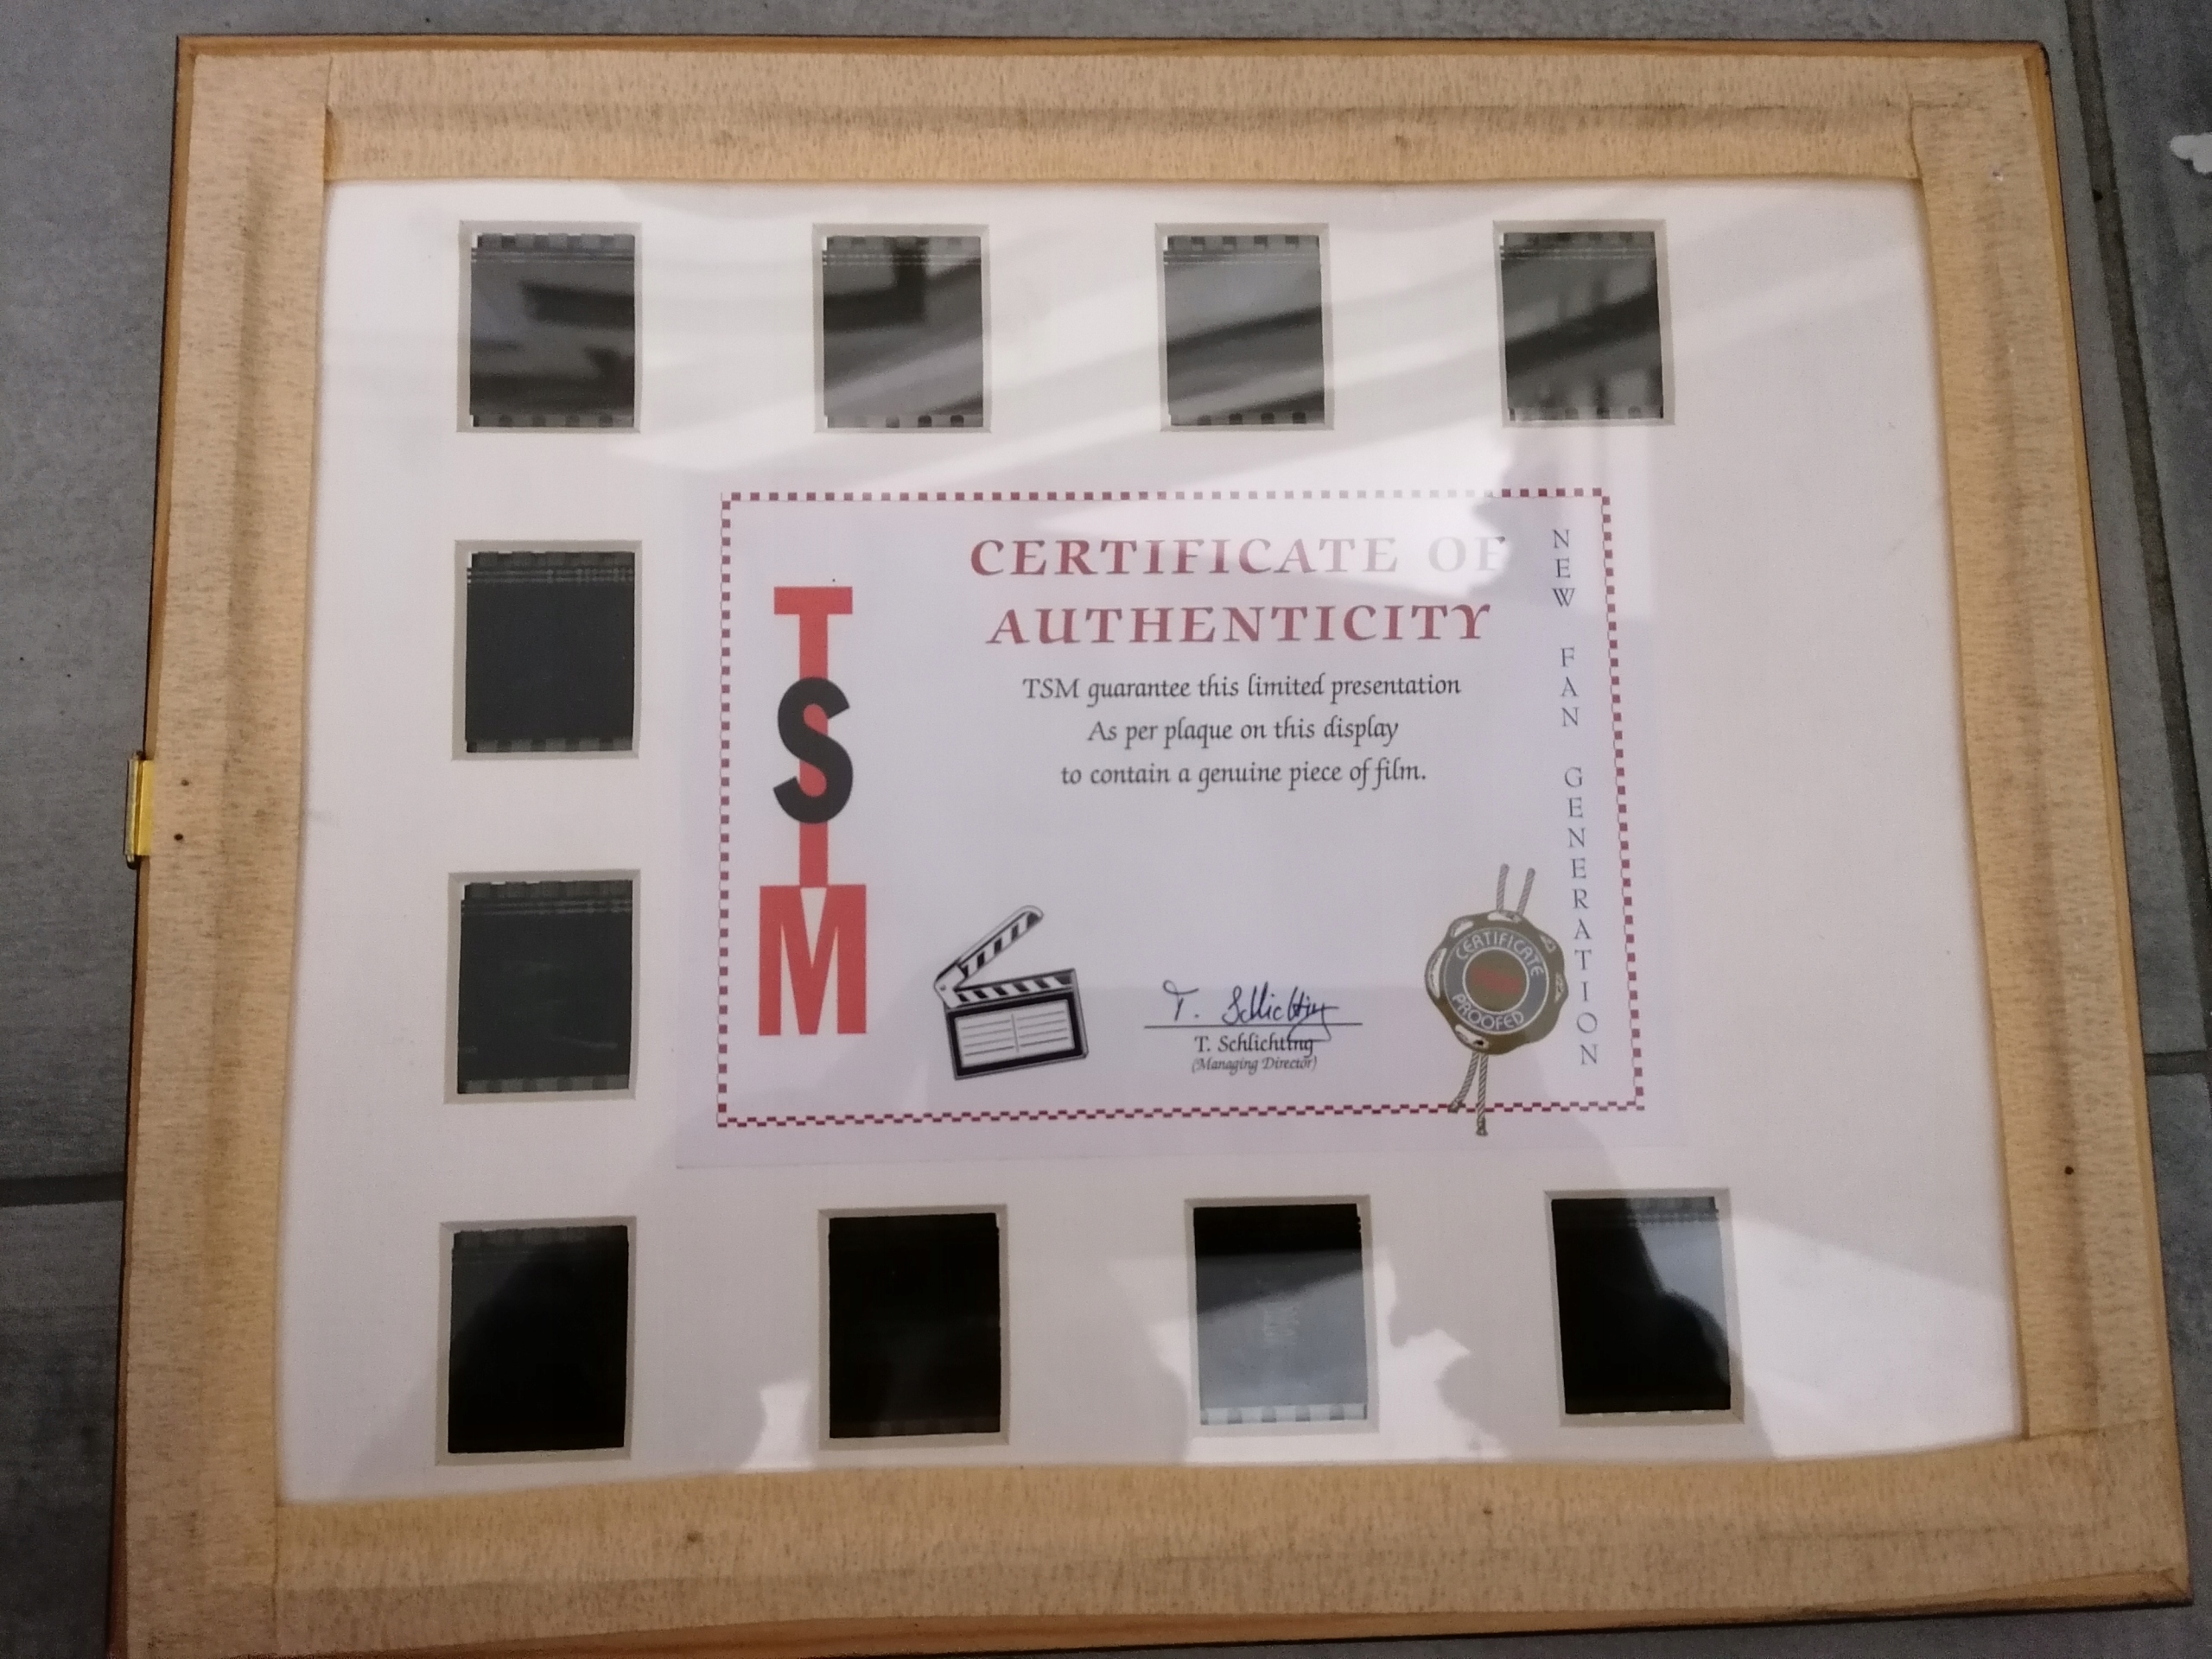 CERTIFICATE OF
AUTHENTICITY
TSM guarantee this limited presentation
As per plaque on this display
to contain a genuine piece of film.
TSM
T. Schlichting
T. Schlichting
(Managing Director)
CERTIFICATE
PROOFED
NEW FAN GENERATION